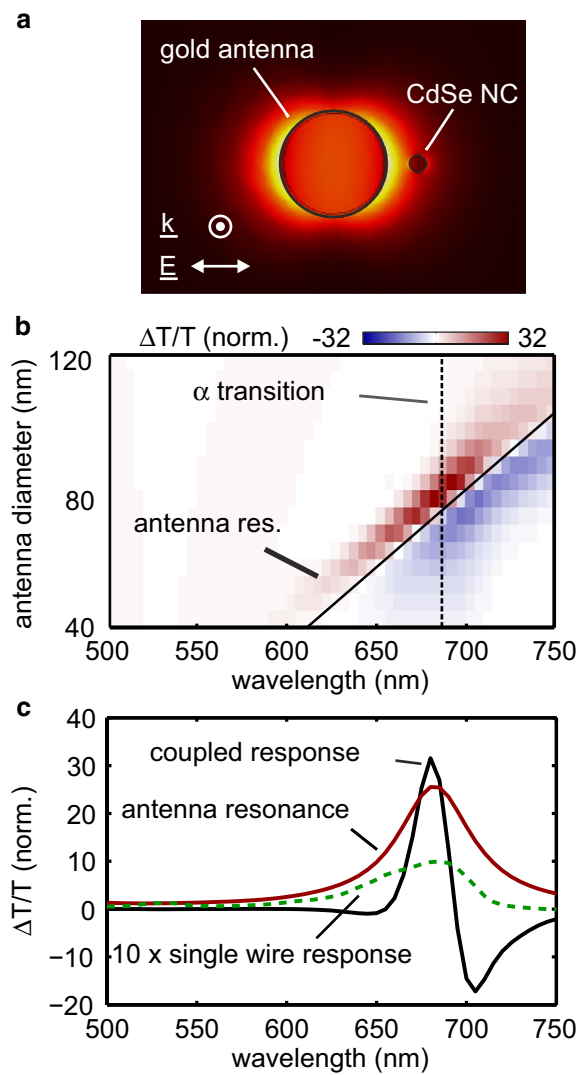 a
gold antenna
CdSe NC
k
E
b
ΔT/T (norm.) -32 32
120
α transition
80
antenna res.
40
500 550 600 650 700 750
antenna diameter (nm)
wavelength (nm)
c
40
coupled response
30
antenna resonance
20
10
0
10 x single wire response
−10
−20
500 550 600 650 700 750
ΔT/T (norm.)
wavelength (nm)